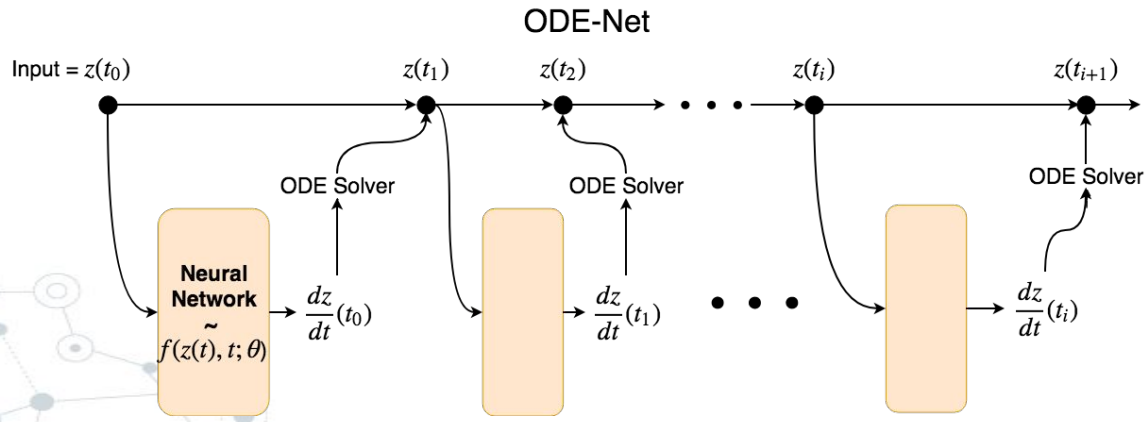 ODE-Net
Input = z(t₀)
z(t₁)
z(t₂)
z(tᵢ)
z(tᵢ₊₁)
ODE Solver
ODE Solver
ODE Solver
Neural
Network
~
f(z(t), t; θ)
dz/dt (t₀)
dz/dt (t₁)
dz/dt (tᵢ)